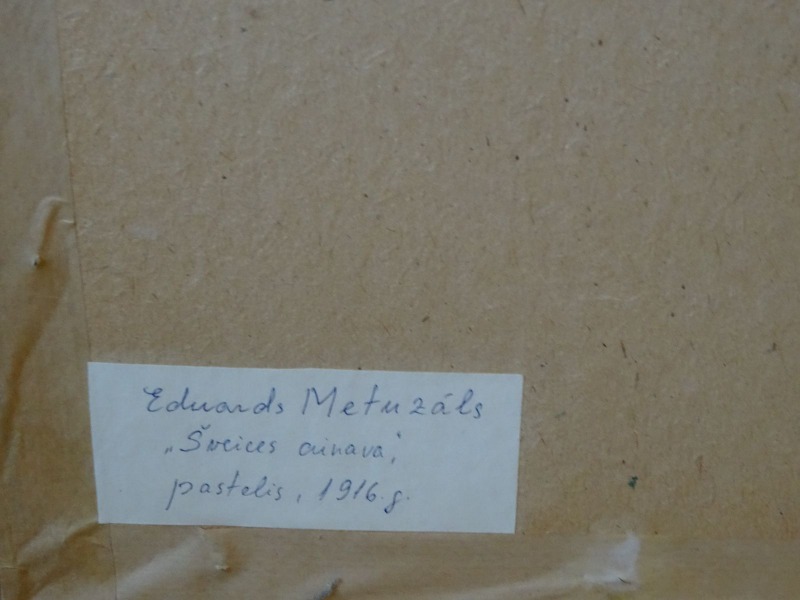 Eduards Metuzāls
„Šveices ainava”,
pastelis, 1916.g.